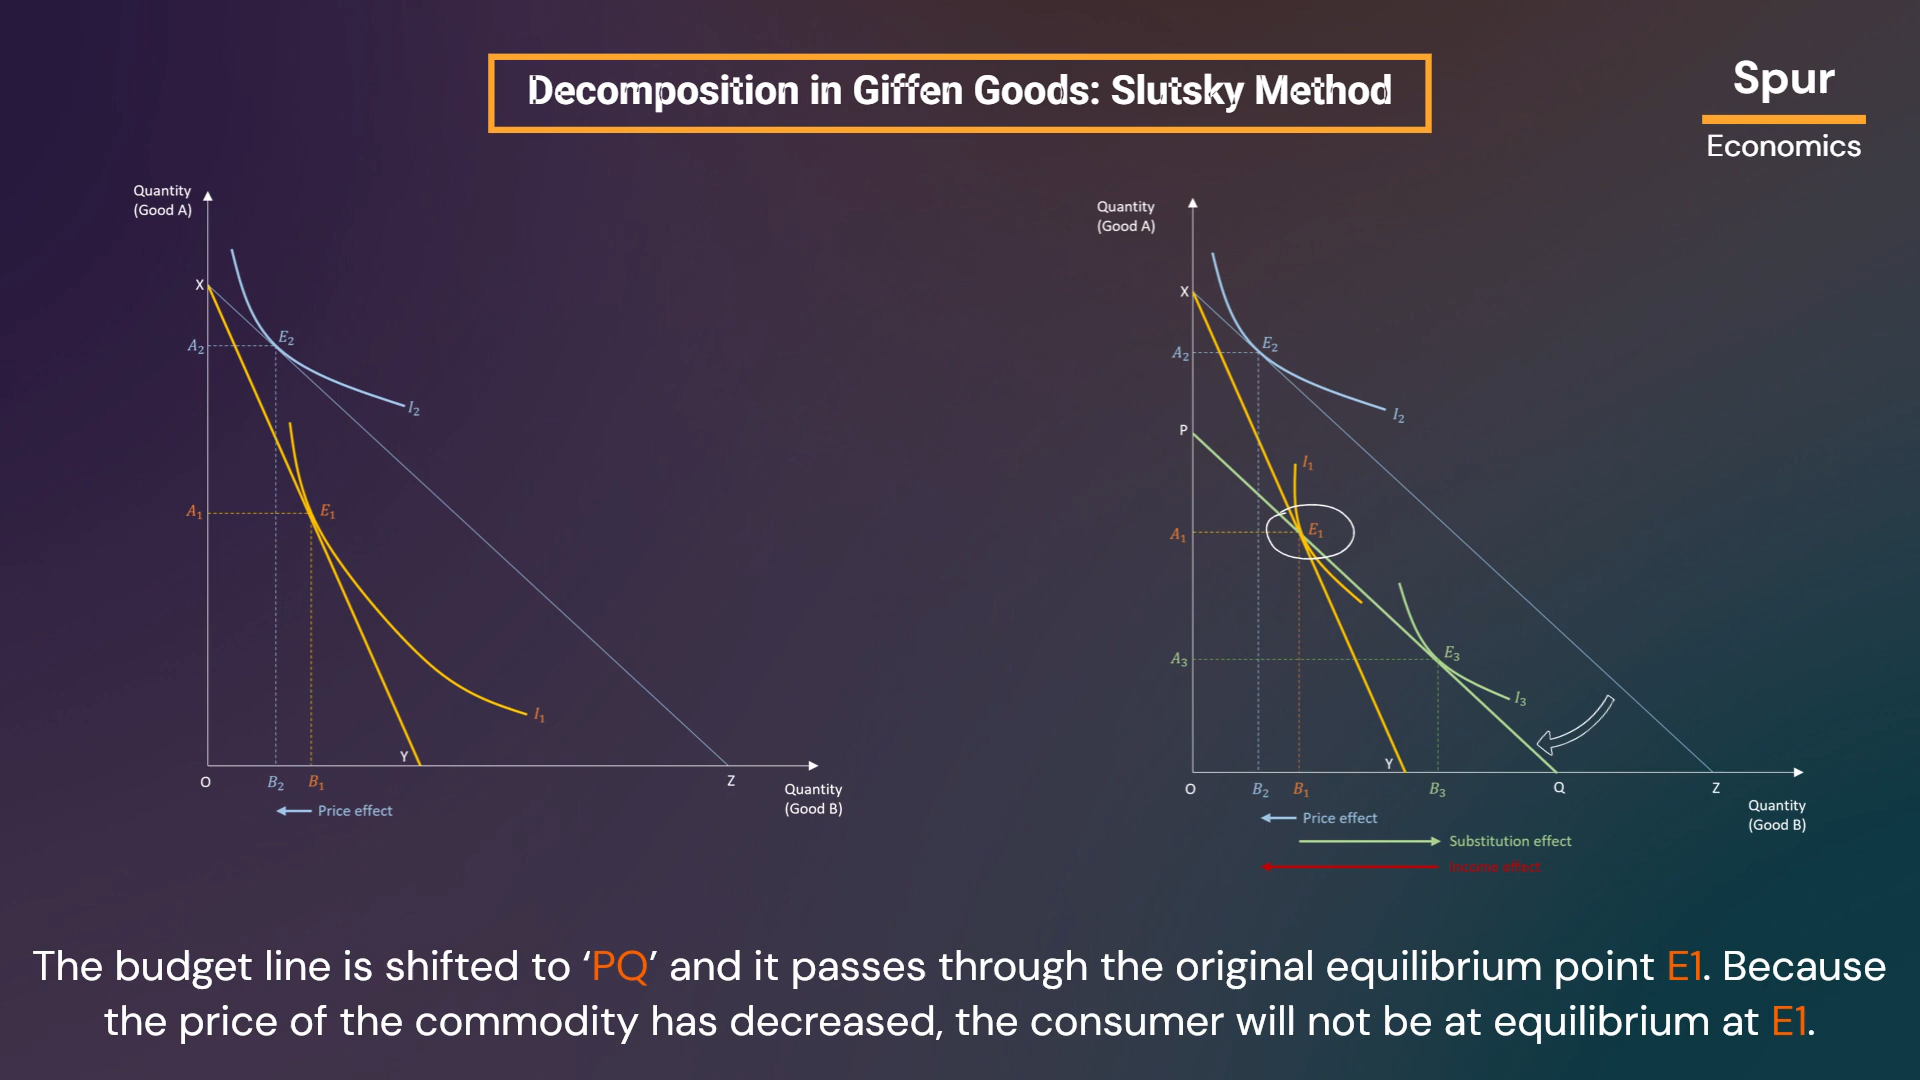 Decomposition in Giffen Goods: Slutsky Method
Spur
Economics
Quantity
(Good A)
X
E2
A2
I2
A1
E1
I1
Y
O
B2
B1
Z
Quantity
(Good B)
Price effect
Quantity
(Good A)
X
E2
A2
I2
P
I1
E1
A1
E3
A3
I3
Y
O
B2
B1
B3
Q
Z
Quantity
(Good B)
Price effect
Substitution effect
Income effect
The budget line is shifted to ‘PQ’ and it passes through the original equilibrium point E1. Because
the price of the commodity has decreased, the consumer will not be at equilibrium at E1.